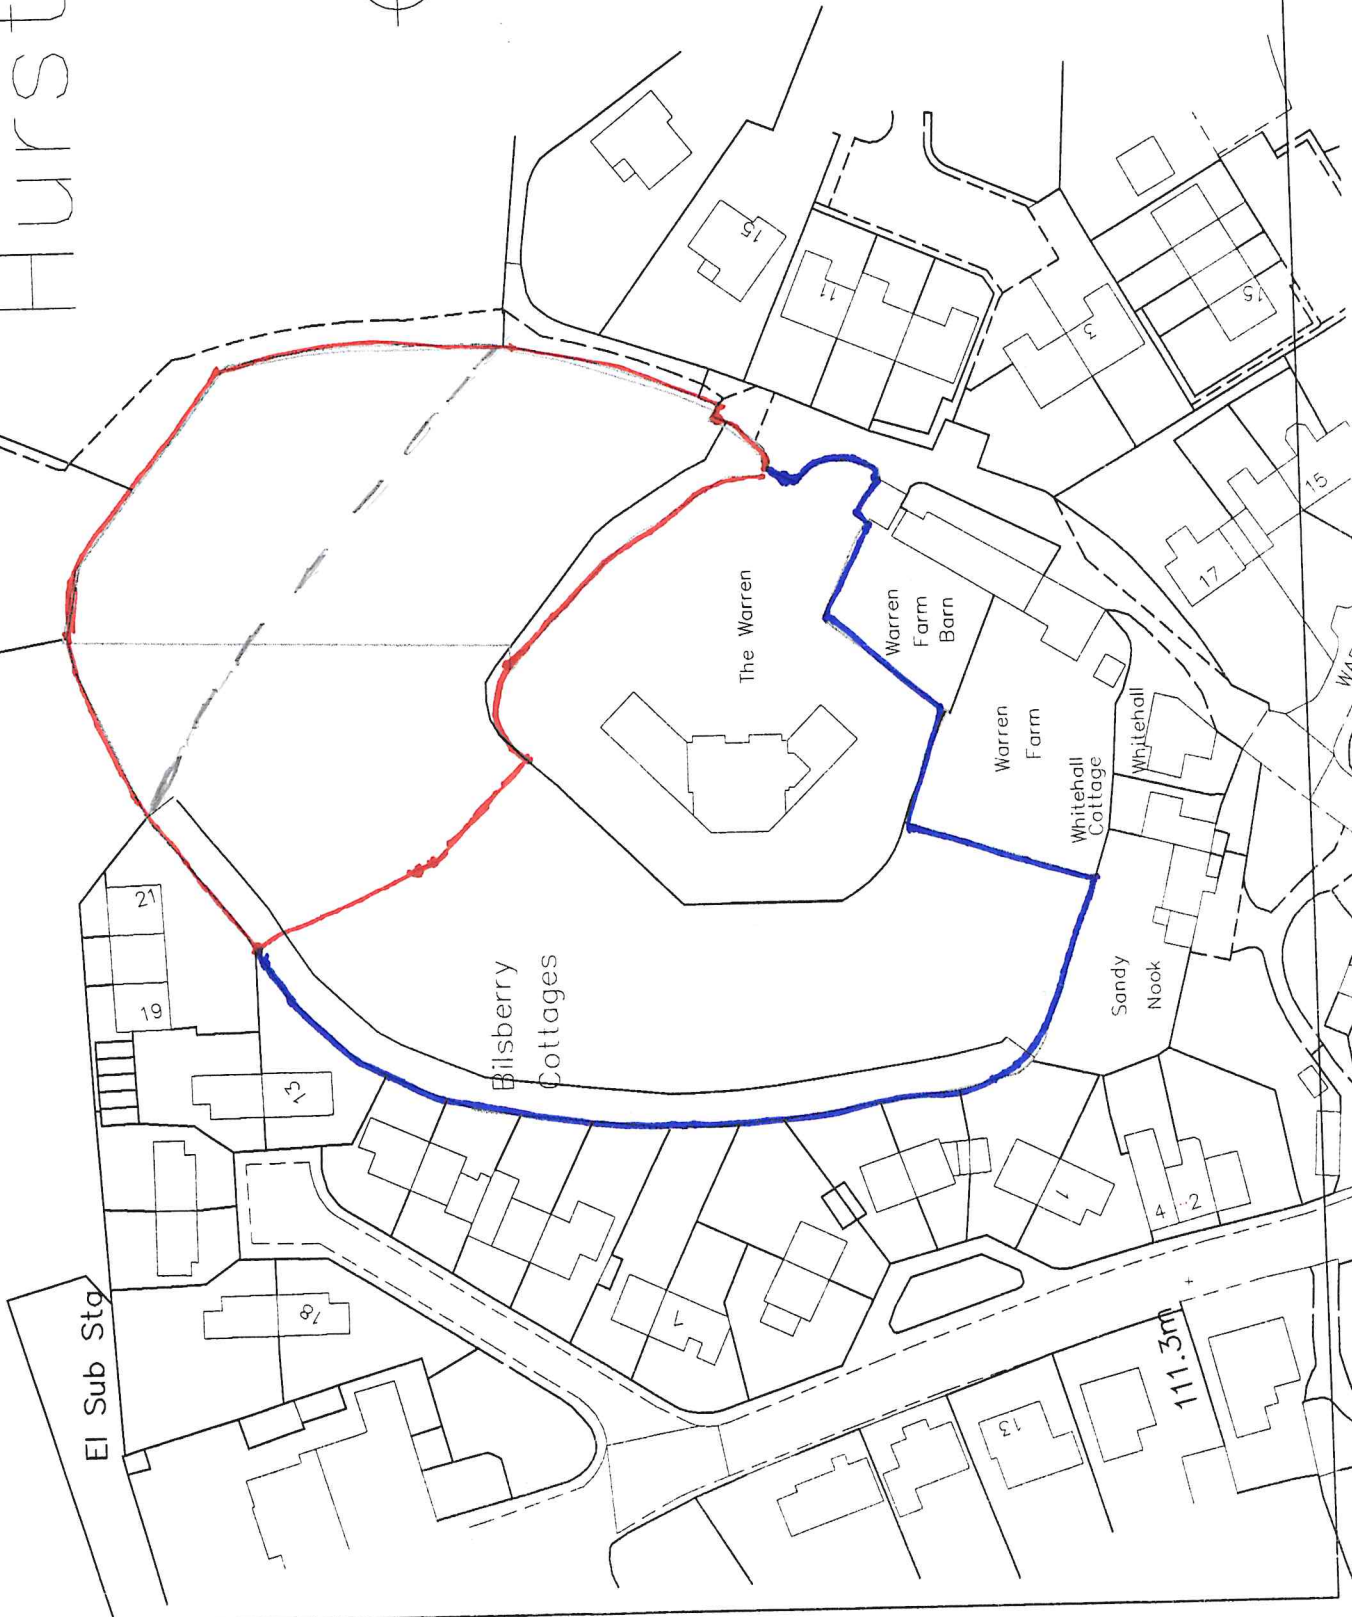 Hurst
15
11
3
15
15
17
The Warren
Warren
Farm
Barn
Warren
Farm
Whitehall
Whitehall
Cottage
Sandy
Nook
Bilsberry
Cottages
21
19
13
18
El Sub Sta
7
1
4
2
13
111.3m